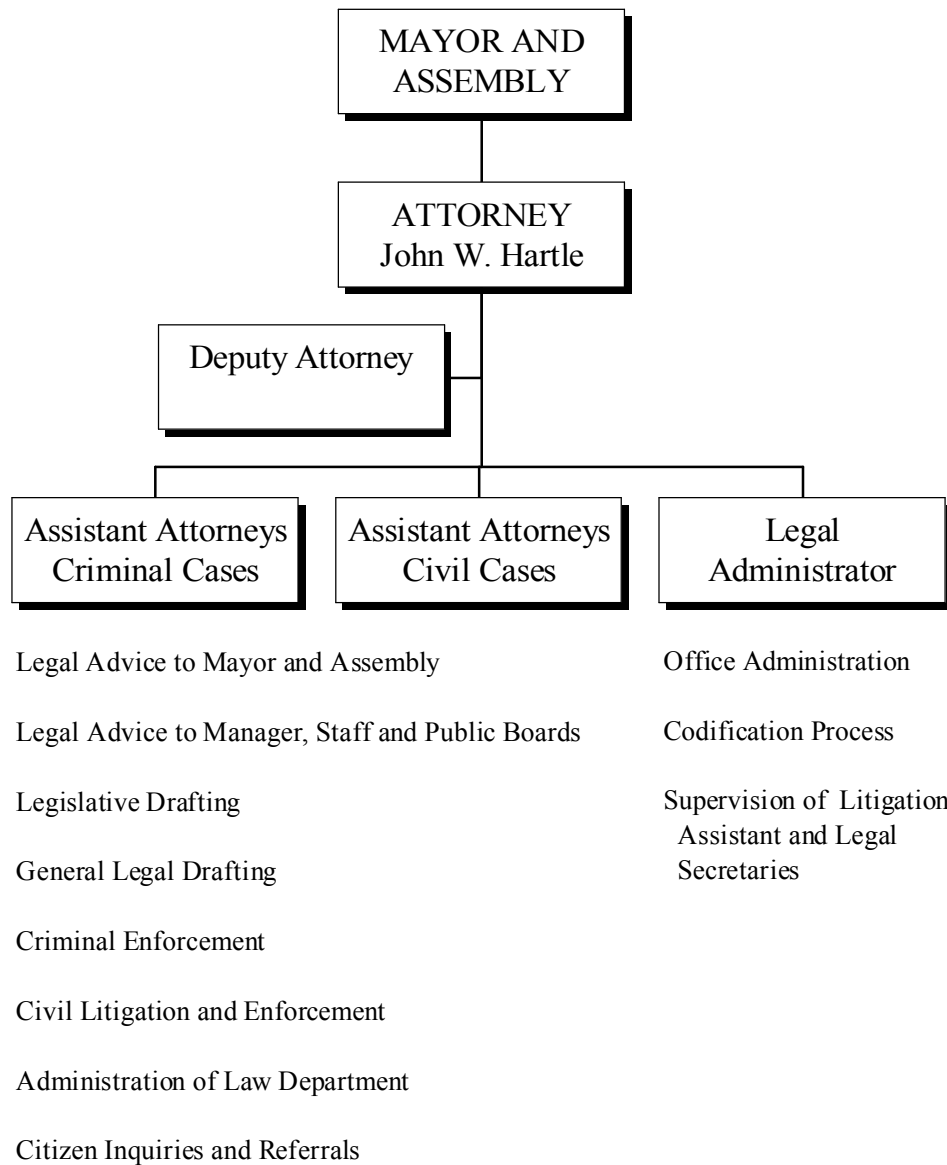 MAYOR AND
ASSEMBLY
ATTORNEY
John W. Hartle
Deputy Attorney
Assistant Attorneys
Criminal Cases
Assistant Attorneys
Civil Cases
Legal
Administrator
Legal Advice to Mayor and Assembly
Legal Advice to Manager, Staff and Public Boards
Legislative Drafting
General Legal Drafting
Criminal Enforcement
Civil Litigation and Enforcement
Administration of Law Department
Citizen Inquiries and Referrals
Office Administration
Codification Process
Supervision of Litigation
Assistant and Legal
Secretaries